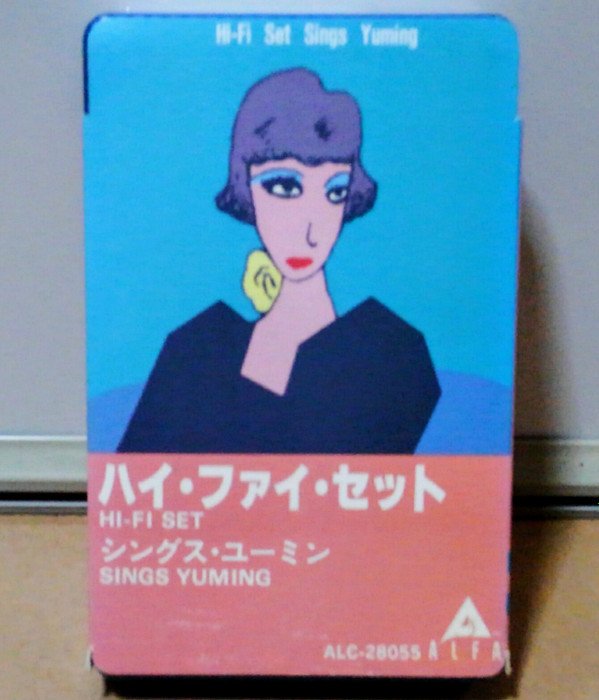 Hi-Fi Set Sings Yuming
ハイ・ファイ・セット
HI-FI SET
シングス・ユーミン
SINGS YUMING
ALC-28055 ALFA